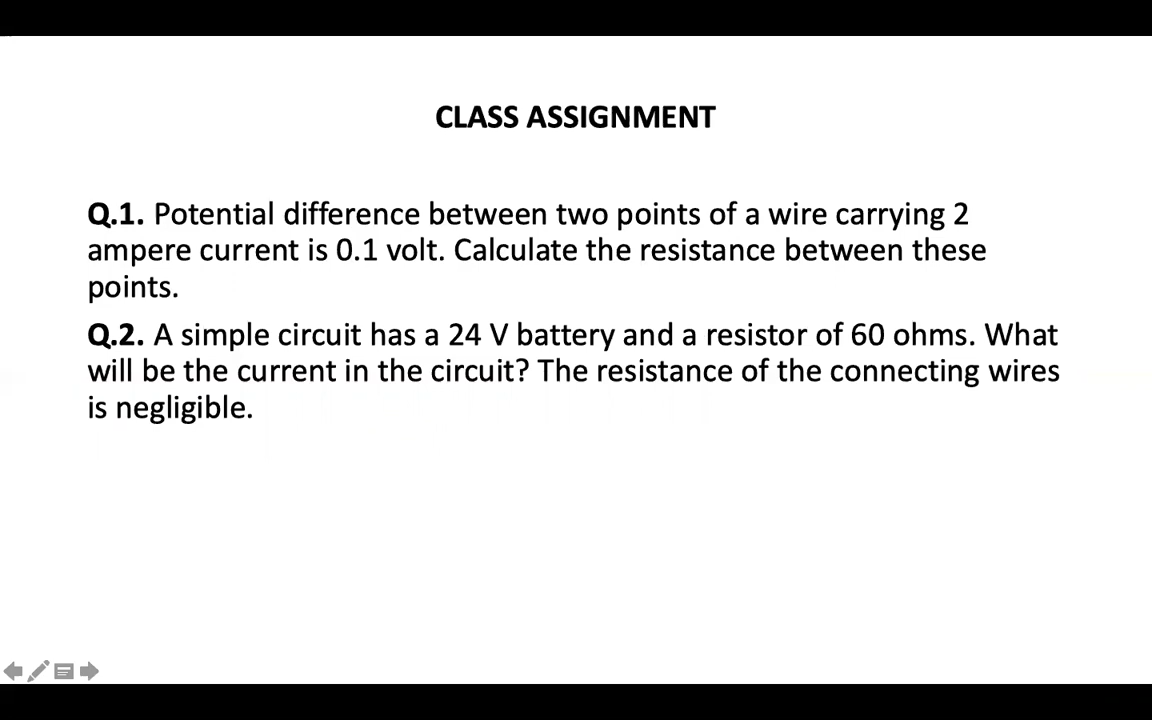 CLASS ASSIGNMENT
Q.1. Potential difference between two points of a wire carrying 2
ampere current is 0.1 volt. Calculate the resistance between these
points.
Q.2. A simple circuit has a 24 V battery and a resistor of 60 ohms. What
will be the current in the circuit? The resistance of the connecting wires
is negligible.